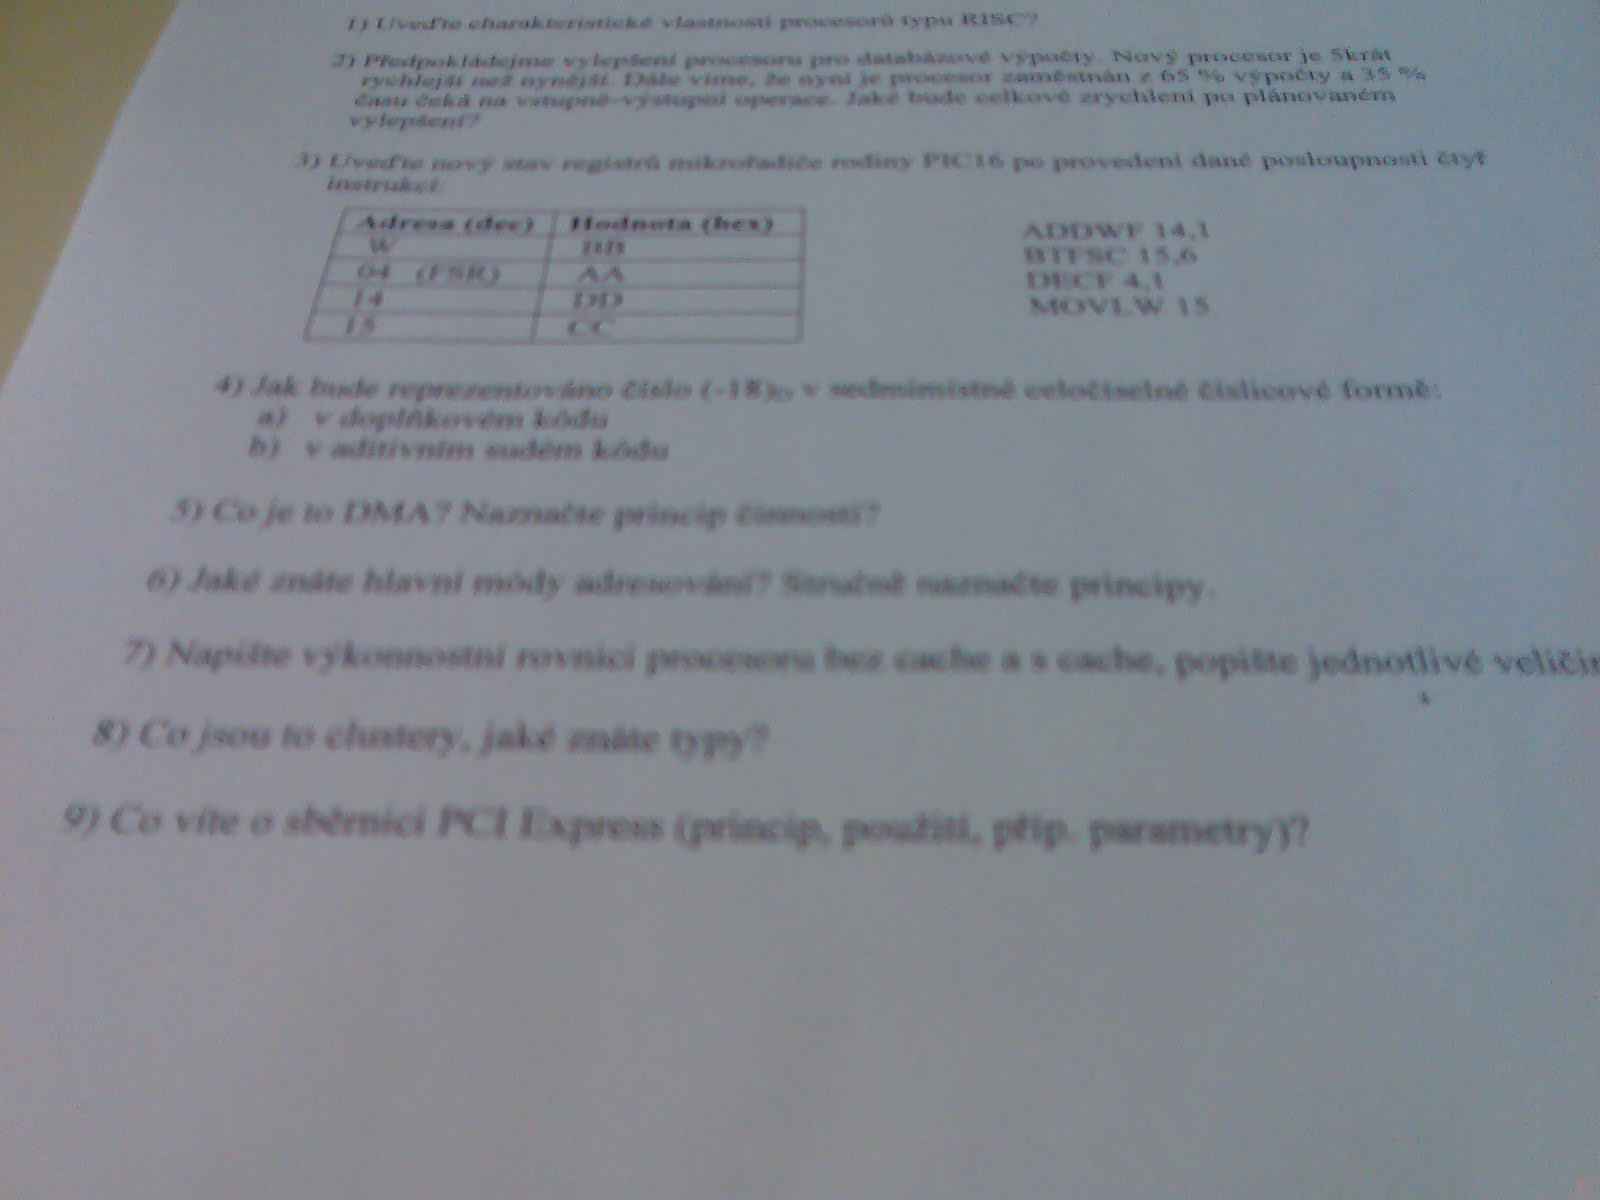 1) Uveďte charakteristické vlastnosti procesorů typu RISC?
2) Předpokládejme vylepšení procesoru pro databázové výpočty. Nový procesor je 5krát
rychlejší než nynější. Dále víme, že nyní je procesor zaměstnán z 65 % výpočty a 35 %
času čeká na vstupně-výstupní operace. Jaké bude celkové zrychlení po plánovaném
vylepšení?
3) Uveďte nový stav registrů mikrořadiče rodiny PIC16 po provedení dané posloupnosti čtyř
instrukcí:
Adresa (dec) Hodnota (hex)
W BB
04 (FSR) AA
14 DD
15 CC
ADDWF 14,1
BTFSC 15,6
DECF 4,1
MOVLW 15
4) Jak bude reprezentováno číslo (-18)D v sedmimístné celočíselné číslicové formě:
a) v doplňkovém kódu
b) v aditivním sudém kódu
5) Co je to DMA? Naznačte princip činnosti?
6) Jaké znáte hlavní módy adresování? Stručně naznačte principy.
7) Napište výkonnostní rovnici procesoru bez cache a s cache, popište jednotlivé veličin
8) Co jsou to clustery, jaké znáte typy?
9) Co víte o sběrnici PCI Express (princip, použití, příp. parametry)?